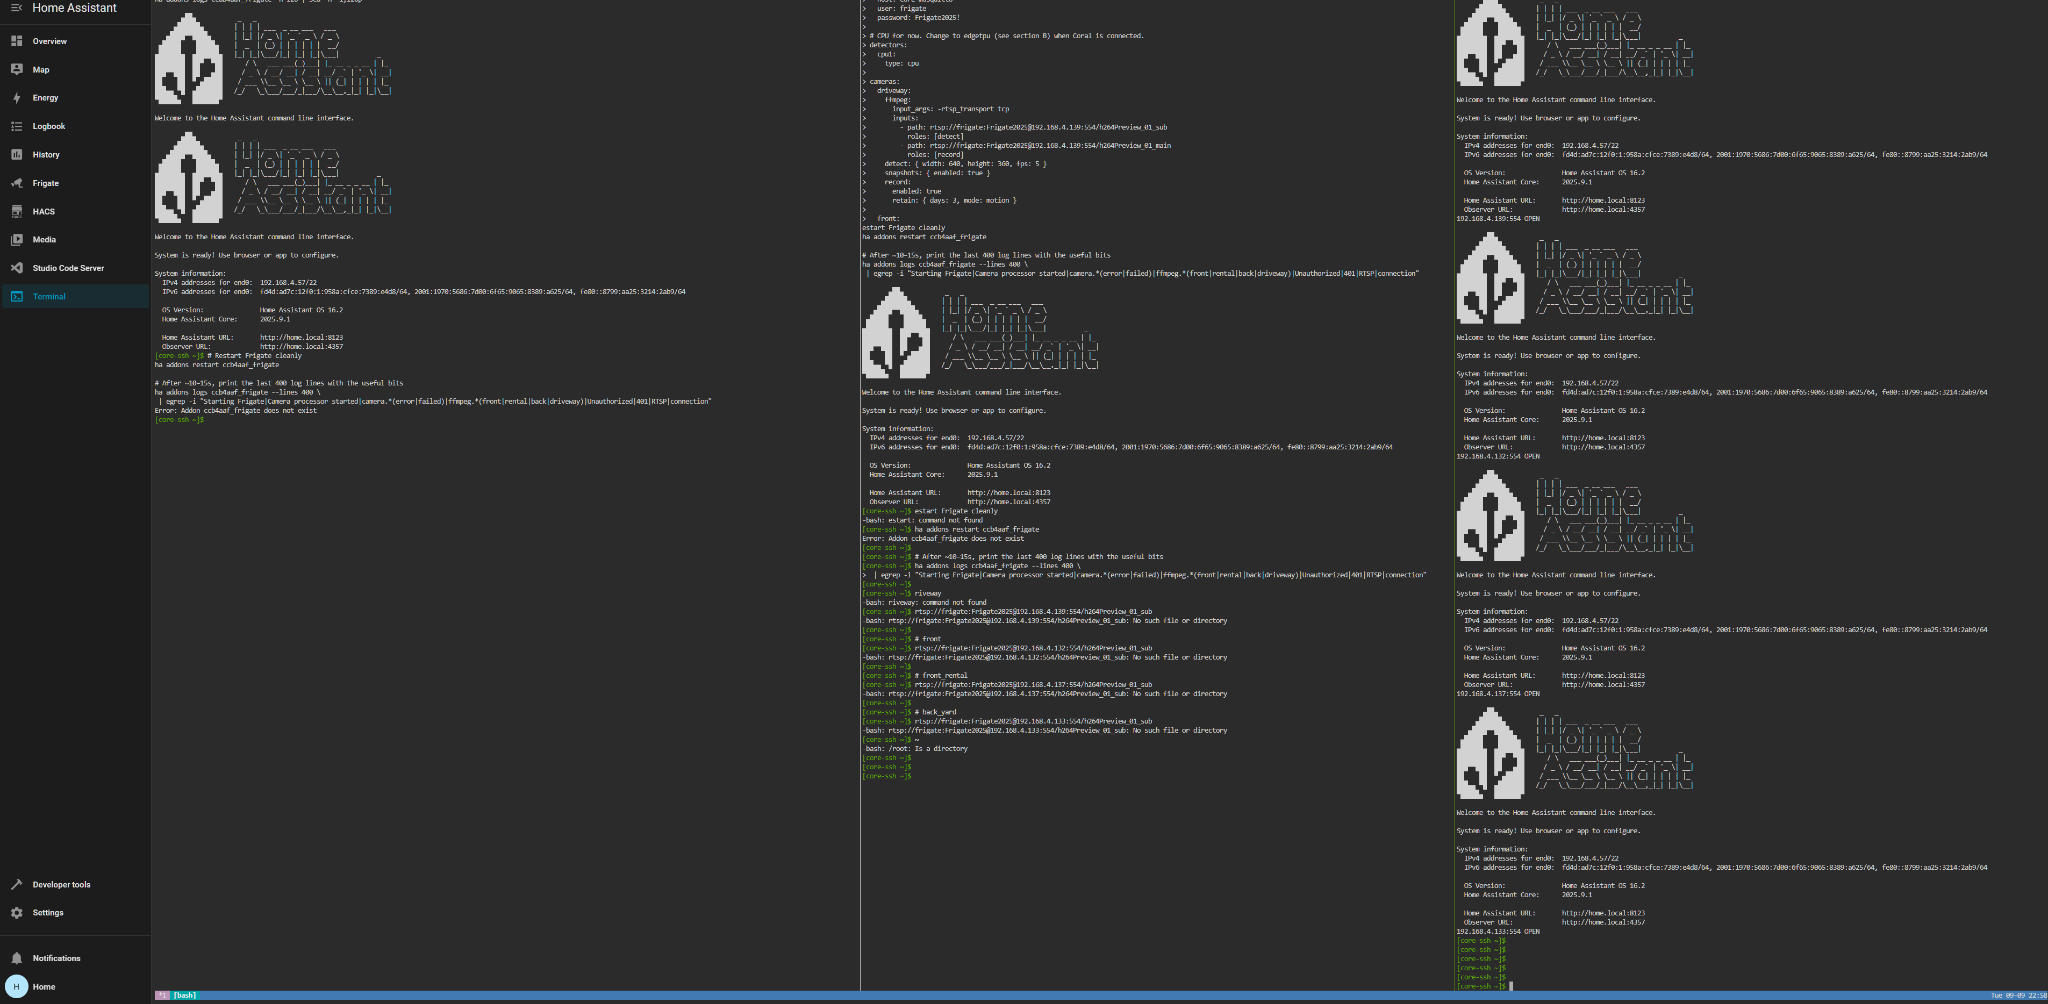 Home Assistant
Overview
Map
Energy
Logbook
History
Frigate
HACS
Media
Studio Code Server
Terminal
Developer tools
Settings
Notifications
H Home
Welcome to the Home Assistant command line interface.
Welcome to the Home Assistant command line interface.
System is ready! Use browser or app to configure.
System information:
IPv4 addresses for end0: 192.168.4.57/22
IPv6 addresses for end0: fd4d:ad7c:12f0:1:958a:cfce:7389:e4d8/64, 2001:1970:5686:7d00:6f65:9065:8389:a625/64, fe80::8799:aa25:3214:2ab9/64
OS Version: Home Assistant OS 16.2
Home Assistant Core: 2025.9.1
Home Assistant URL: http://home.local:8123
Observer URL: http://home.local:4357
[core-ssh ~]$ # Restart Frigate cleanly
ha addons restart ccb4aaf_frigate
# After ~10–15s, print the last 400 log lines with the useful bits
ha addons logs ccb4aaf_frigate --lines 400 \
| egrep -i "Starting Frigate|Camera processor started|camera.*(error|failed)|ffmpeg.*(front|rental|back|driveway)|Unauthorized|401|RTSP|connection"
Error: Addon ccb4aaf_frigate does not exist
[core-ssh ~]$
> user: frigate
> password: Frigate2025!
>
> # CPU for now. Change to edgetpu (see section B) when Coral is connected.
> detectors:
> cpu1:
> type: cpu
>
> cameras:
> driveway:
> ffmpeg:
> input_args: -rtsp_transport tcp
> inputs:
> - path: rtsp://frigate:Frigate2025@192.168.4.139:554/h264Preview_01_sub
> roles: [detect]
> - path: rtsp://frigate:Frigate2025@192.168.4.139:554/h264Preview_01_main
> roles: [record]
> detect: { width: 640, height: 360, fps: 5 }
> snapshots: { enabled: true }
> record:
> enabled: true
> retain: { days: 3, mode: motion }
>
> front:
estart Frigate cleanly
ha addons restart ccb4aaf_frigate
# After ~10–15s, print the last 400 log lines with the useful bits
ha addons logs ccb4aaf_frigate --lines 400 \
| egrep -i "Starting Frigate|Camera processor started|camera.*(error|failed)|ffmpeg.*(front|rental|back|driveway)|Unauthorized|401|RTSP|connection"
Welcome to the Home Assistant command line interface.
System is ready! Use browser or app to configure.
System information:
IPv4 addresses for end0: 192.168.4.57/22
IPv6 addresses for end0: fd4d:ad7c:12f0:1:958a:cfce:7389:e4d8/64, 2001:1970:5686:7d00:6f65:9065:8389:a625/64, fe80::8799:aa25:3214:2ab9/64
OS Version: Home Assistant OS 16.2
Home Assistant Core: 2025.9.1
Home Assistant URL: http://home.local:8123
Observer URL: http://home.local:4357
[core-ssh ~]$ estart Frigate cleanly
-bash: estart: command not found
[core-ssh ~]$ ha addons restart ccb4aaf_frigate
Error: Addon ccb4aaf_frigate does not exist
[core-ssh ~]$
[core-ssh ~]$ # After ~10–15s, print the last 400 log lines with the useful bits
[core-ssh ~]$ ha addons logs ccb4aaf_frigate --lines 400 \
> | egrep -i "Starting Frigate|Camera processor started|camera.*(error|failed)|ffmpeg.*(front|rental|back|driveway)|Unauthorized|401|RTSP|connection"
[core-ssh ~]$
[core-ssh ~]$ riveway
-bash: riveway: command not found
[core-ssh ~]$ rtsp://frigate:Frigate2025@192.168.4.139:554/h264Preview_01_sub
-bash: rtsp://frigate:Frigate2025@192.168.4.139:554/h264Preview_01_sub: No such file or directory
[core-ssh ~]$
[core-ssh ~]$ # front
[core-ssh ~]$ rtsp://frigate:Frigate2025@192.168.4.132:554/h264Preview_01_sub
-bash: rtsp://frigate:Frigate2025@192.168.4.132:554/h264Preview_01_sub: No such file or directory
[core-ssh ~]$
[core-ssh ~]$ # front_rental
[core-ssh ~]$ rtsp://frigate:Frigate2025@192.168.4.137:554/h264Preview_01_sub
-bash: rtsp://frigate:Frigate2025@192.168.4.137:554/h264Preview_01_sub: No such file or directory
[core-ssh ~]$
[core-ssh ~]$ # back_yard
[core-ssh ~]$ rtsp://frigate:Frigate2025@192.168.4.133:554/h264Preview_01_sub
-bash: rtsp://frigate:Frigate2025@192.168.4.133:554/h264Preview_01_sub: No such file or directory
[core-ssh ~]$ ~
-bash: /root: Is a directory
[core-ssh ~]$
[core-ssh ~]$
[core-ssh ~]$
Welcome to the Home Assistant command line interface.
System is ready! Use browser or app to configure.
System information:
IPv4 addresses for end0: 192.168.4.57/22
IPv6 addresses for end0: fd4d:ad7c:12f0:1:958a:cfce:7389:e4d8/64, 2001:1970:5686:7d00:6f65:9065:8389:a625/64, fe80::8799:aa25:3214:2ab9/64
OS Version: Home Assistant OS 16.2
Home Assistant Core: 2025.9.1
Home Assistant URL: http://home.local:8123
Observer URL: http://home.local:4357
192.168.4.139:554 OPEN
Welcome to the Home Assistant command line interface.
System is ready! Use browser or app to configure.
System information:
IPv4 addresses for end0: 192.168.4.57/22
IPv6 addresses for end0: fd4d:ad7c:12f0:1:958a:cfce:7389:e4d8/64, 2001:1970:5686:7d00:6f65:9065:8389:a625/64, fe80::8799:aa25:3214:2ab9/64
OS Version: Home Assistant OS 16.2
Home Assistant Core: 2025.9.1
Home Assistant URL: http://home.local:8123
Observer URL: http://home.local:4357
192.168.4.132:554 OPEN
Welcome to the Home Assistant command line interface.
System is ready! Use browser or app to configure.
System information:
IPv4 addresses for end0: 192.168.4.57/22
IPv6 addresses for end0: fd4d:ad7c:12f0:1:958a:cfce:7389:e4d8/64, 2001:1970:5686:7d00:6f65:9065:8389:a625/64, fe80::8799:aa25:3214:2ab9/64
OS Version: Home Assistant OS 16.2
Home Assistant Core: 2025.9.1
Home Assistant URL: http://home.local:8123
Observer URL: http://home.local:4357
192.168.4.137:554 OPEN
Welcome to the Home Assistant command line interface.
System is ready! Use browser or app to configure.
System information:
IPv4 addresses for end0: 192.168.4.57/22
IPv6 addresses for end0: fd4d:ad7c:12f0:1:958a:cfce:7389:e4d8/64, 2001:1970:5686:7d00:6f65:9065:8389:a625/64, fe80::8799:aa25:3214:2ab9/64
OS Version: Home Assistant OS 16.2
Home Assistant Core: 2025.9.1
Home Assistant URL: http://home.local:8123
Observer URL: http://home.local:4357
192.168.4.133:554 OPEN
[core-ssh ~]$
[core-ssh ~]$
[core-ssh ~]$
[core-ssh ~]$
[core-ssh ~]$
[core-ssh ~]$
[bash]
Tue 09-09 22:58